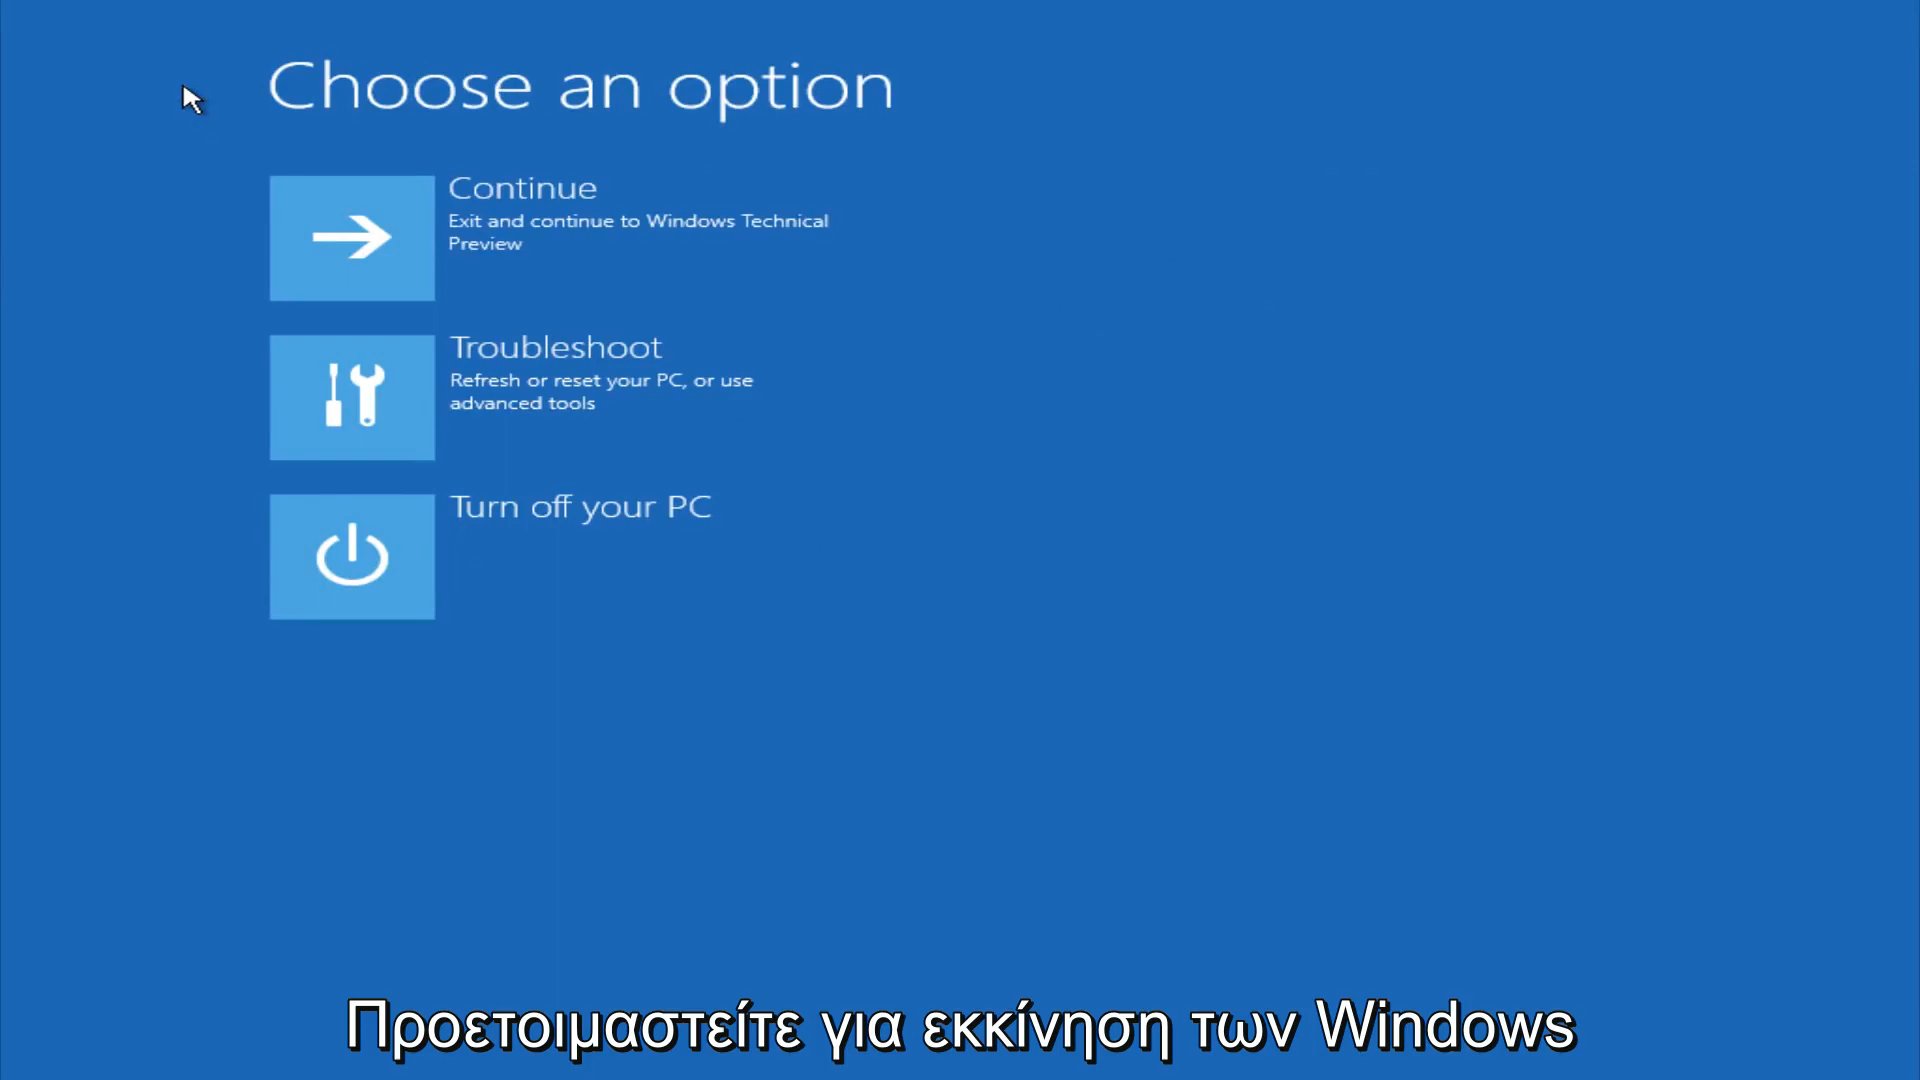 Choose an option
Continue
Exit and continue to Windows Technical
Preview
Troubleshoot
Refresh or reset your PC, or use
advanced tools
Turn off your PC
Προετοιμαστείτε για εκκίνηση των Windows